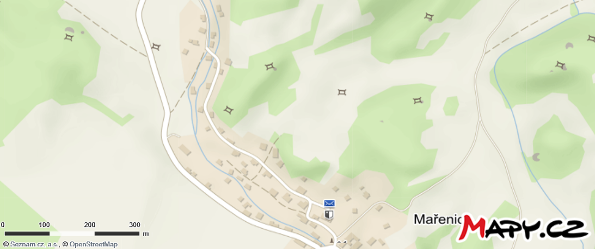 Mařenic
MAPY.CZ
0 100 200 300 m
© Seznam.cz, a.s., © OpenStreetMap